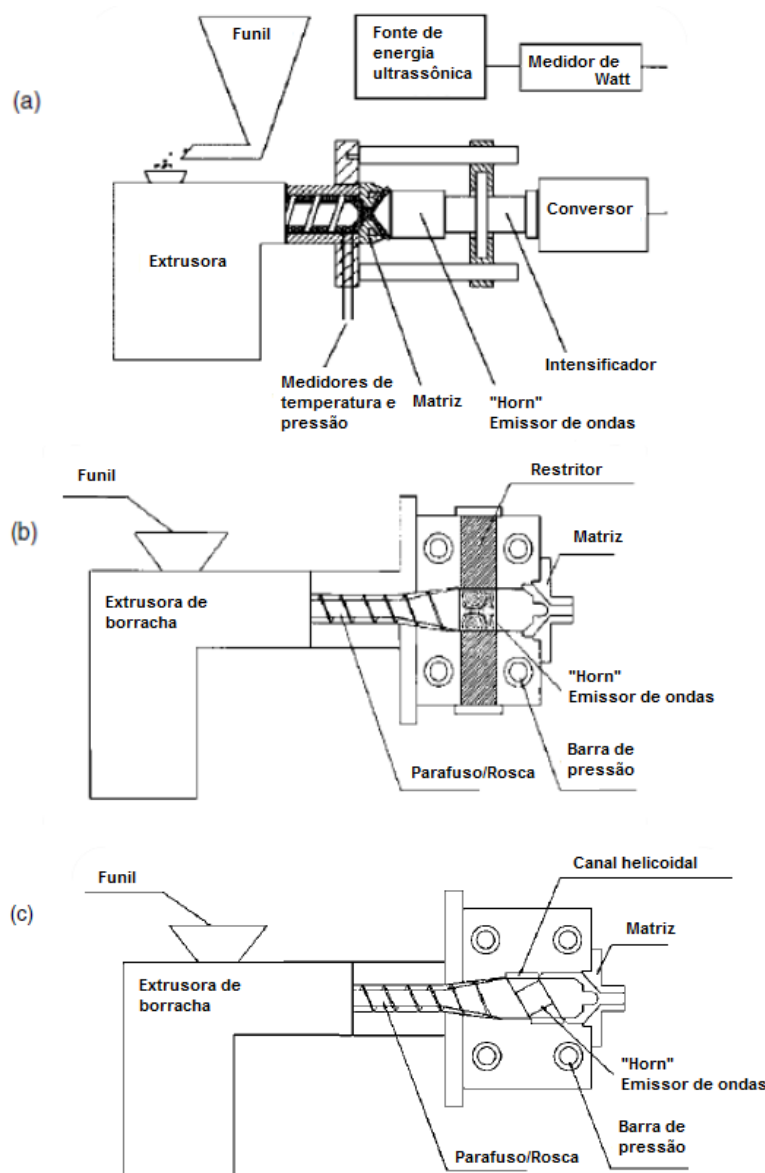 (a)
Funil
Fonte de
energia
ultrassônica
Medidor de
Watt
Extrusora
Conversor
Medidores de
temperatura e
pressão
Matriz
"Horn"
Emissor de ondas
Intensificador
(b)
Funil
Restritor
Matriz
Extrusora de
borracha
"Horn"
Emissor de ondas
Parafuso/Rosca
Barra de
pressão
(c)
Canal helicoidal
Funil
Matriz
Extrusora de
borracha
"Horn"
Emissor de ondas
Barra de
pressão
Parafuso/Rosca